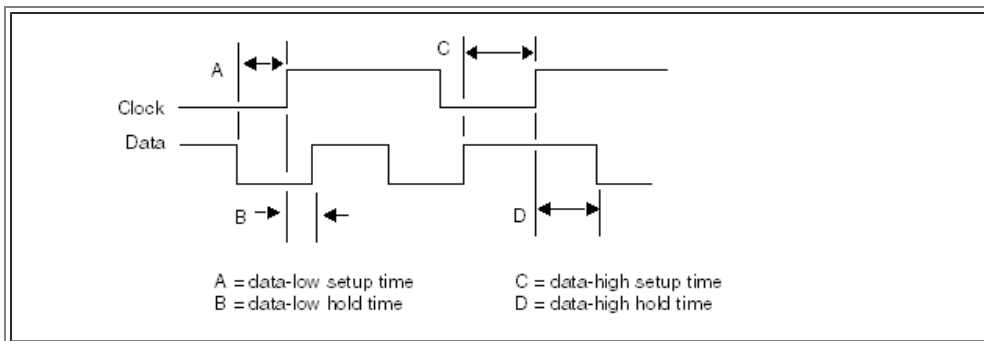 A
C
Clock
Data
B
D
A = data-low setup time
B = data-low hold time
C = data-high setup time
D = data-high hold time